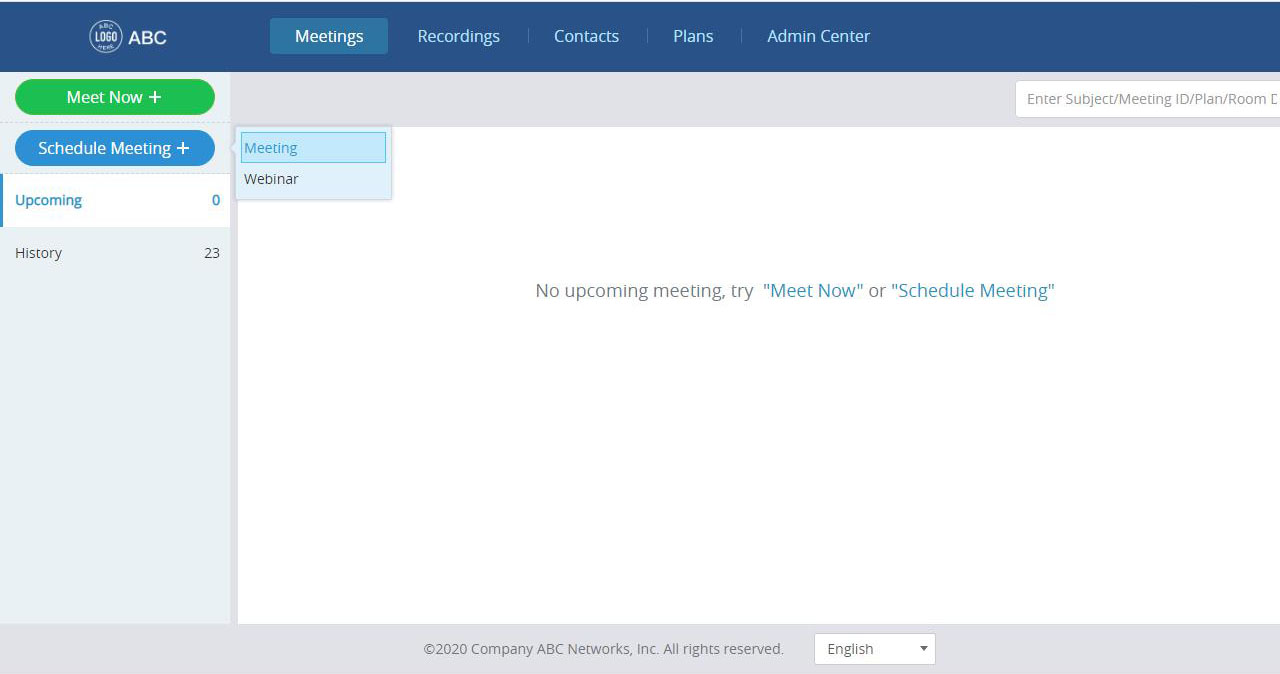 ABC LOGO HERE ABC
Meetings Recordings Contacts Plans Admin Center
Meet Now +
Enter Subject/Meeting ID/Plan/Room D
Schedule Meeting +
Meeting
Webinar
Upcoming 0
History 23
No upcoming meeting, try "Meet Now" or "Schedule Meeting"
©2020 Company ABC Networks, Inc. All rights reserved.
English